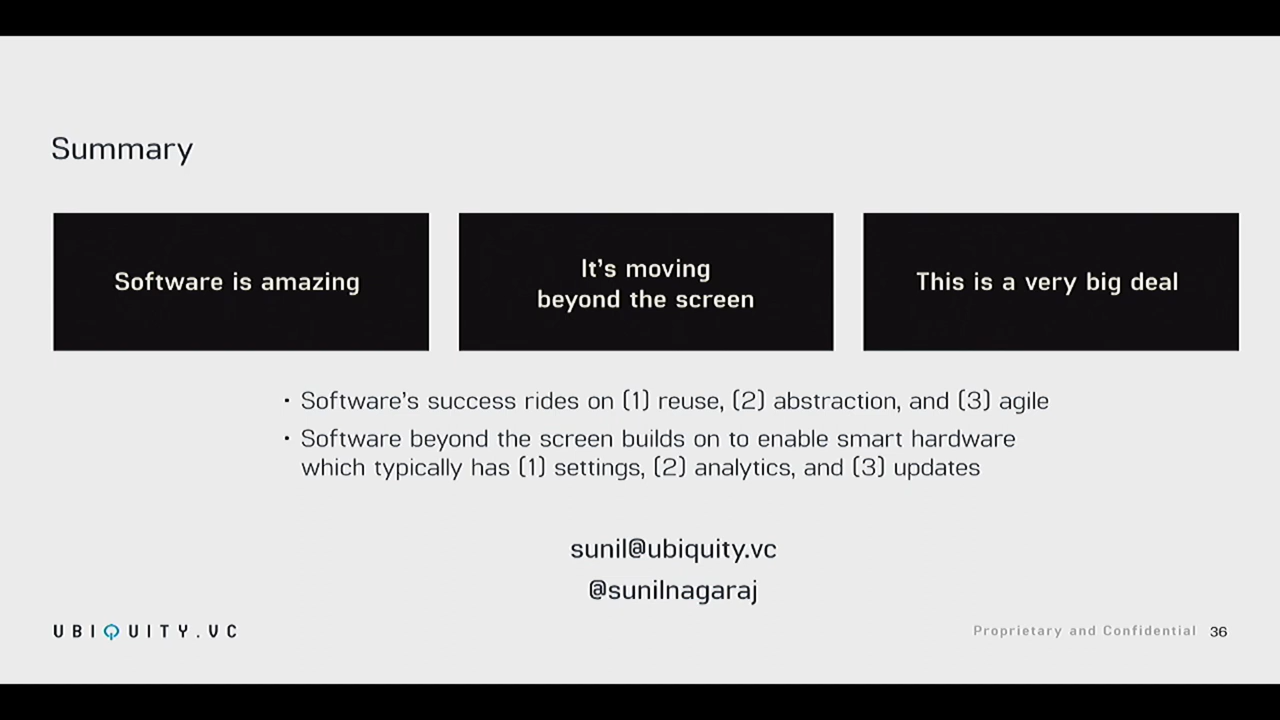 Summary
Software is amazing
It's moving
beyond the screen
This is a very big deal
• Software's success rides on (1) reuse, (2) abstraction, and (3) agile
• Software beyond the screen builds on to enable smart hardware
which typically has (1) settings, (2) analytics, and (3) updates
sunil@ubiquity.vc
@sunilnagaraj
UBIQUITY.VC
Proprietary and Confidential 36